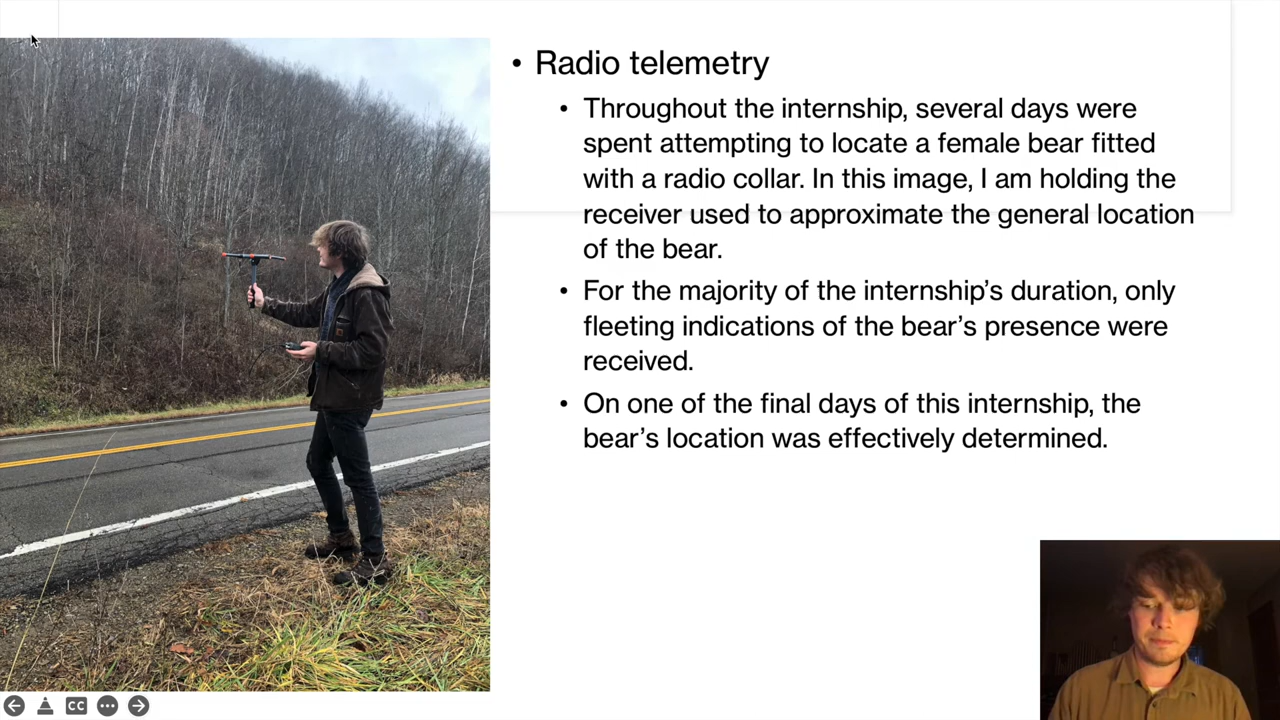 • Radio telemetry
• Throughout the internship, several days were
spent attempting to locate a female bear fitted
with a radio collar. In this image, I am holding the
receiver used to approximate the general location
of the bear.
• For the majority of the internship’s duration, only
fleeting indications of the bear’s presence were
received.
• On one of the final days of this internship, the
bear’s location was effectively determined.
CC